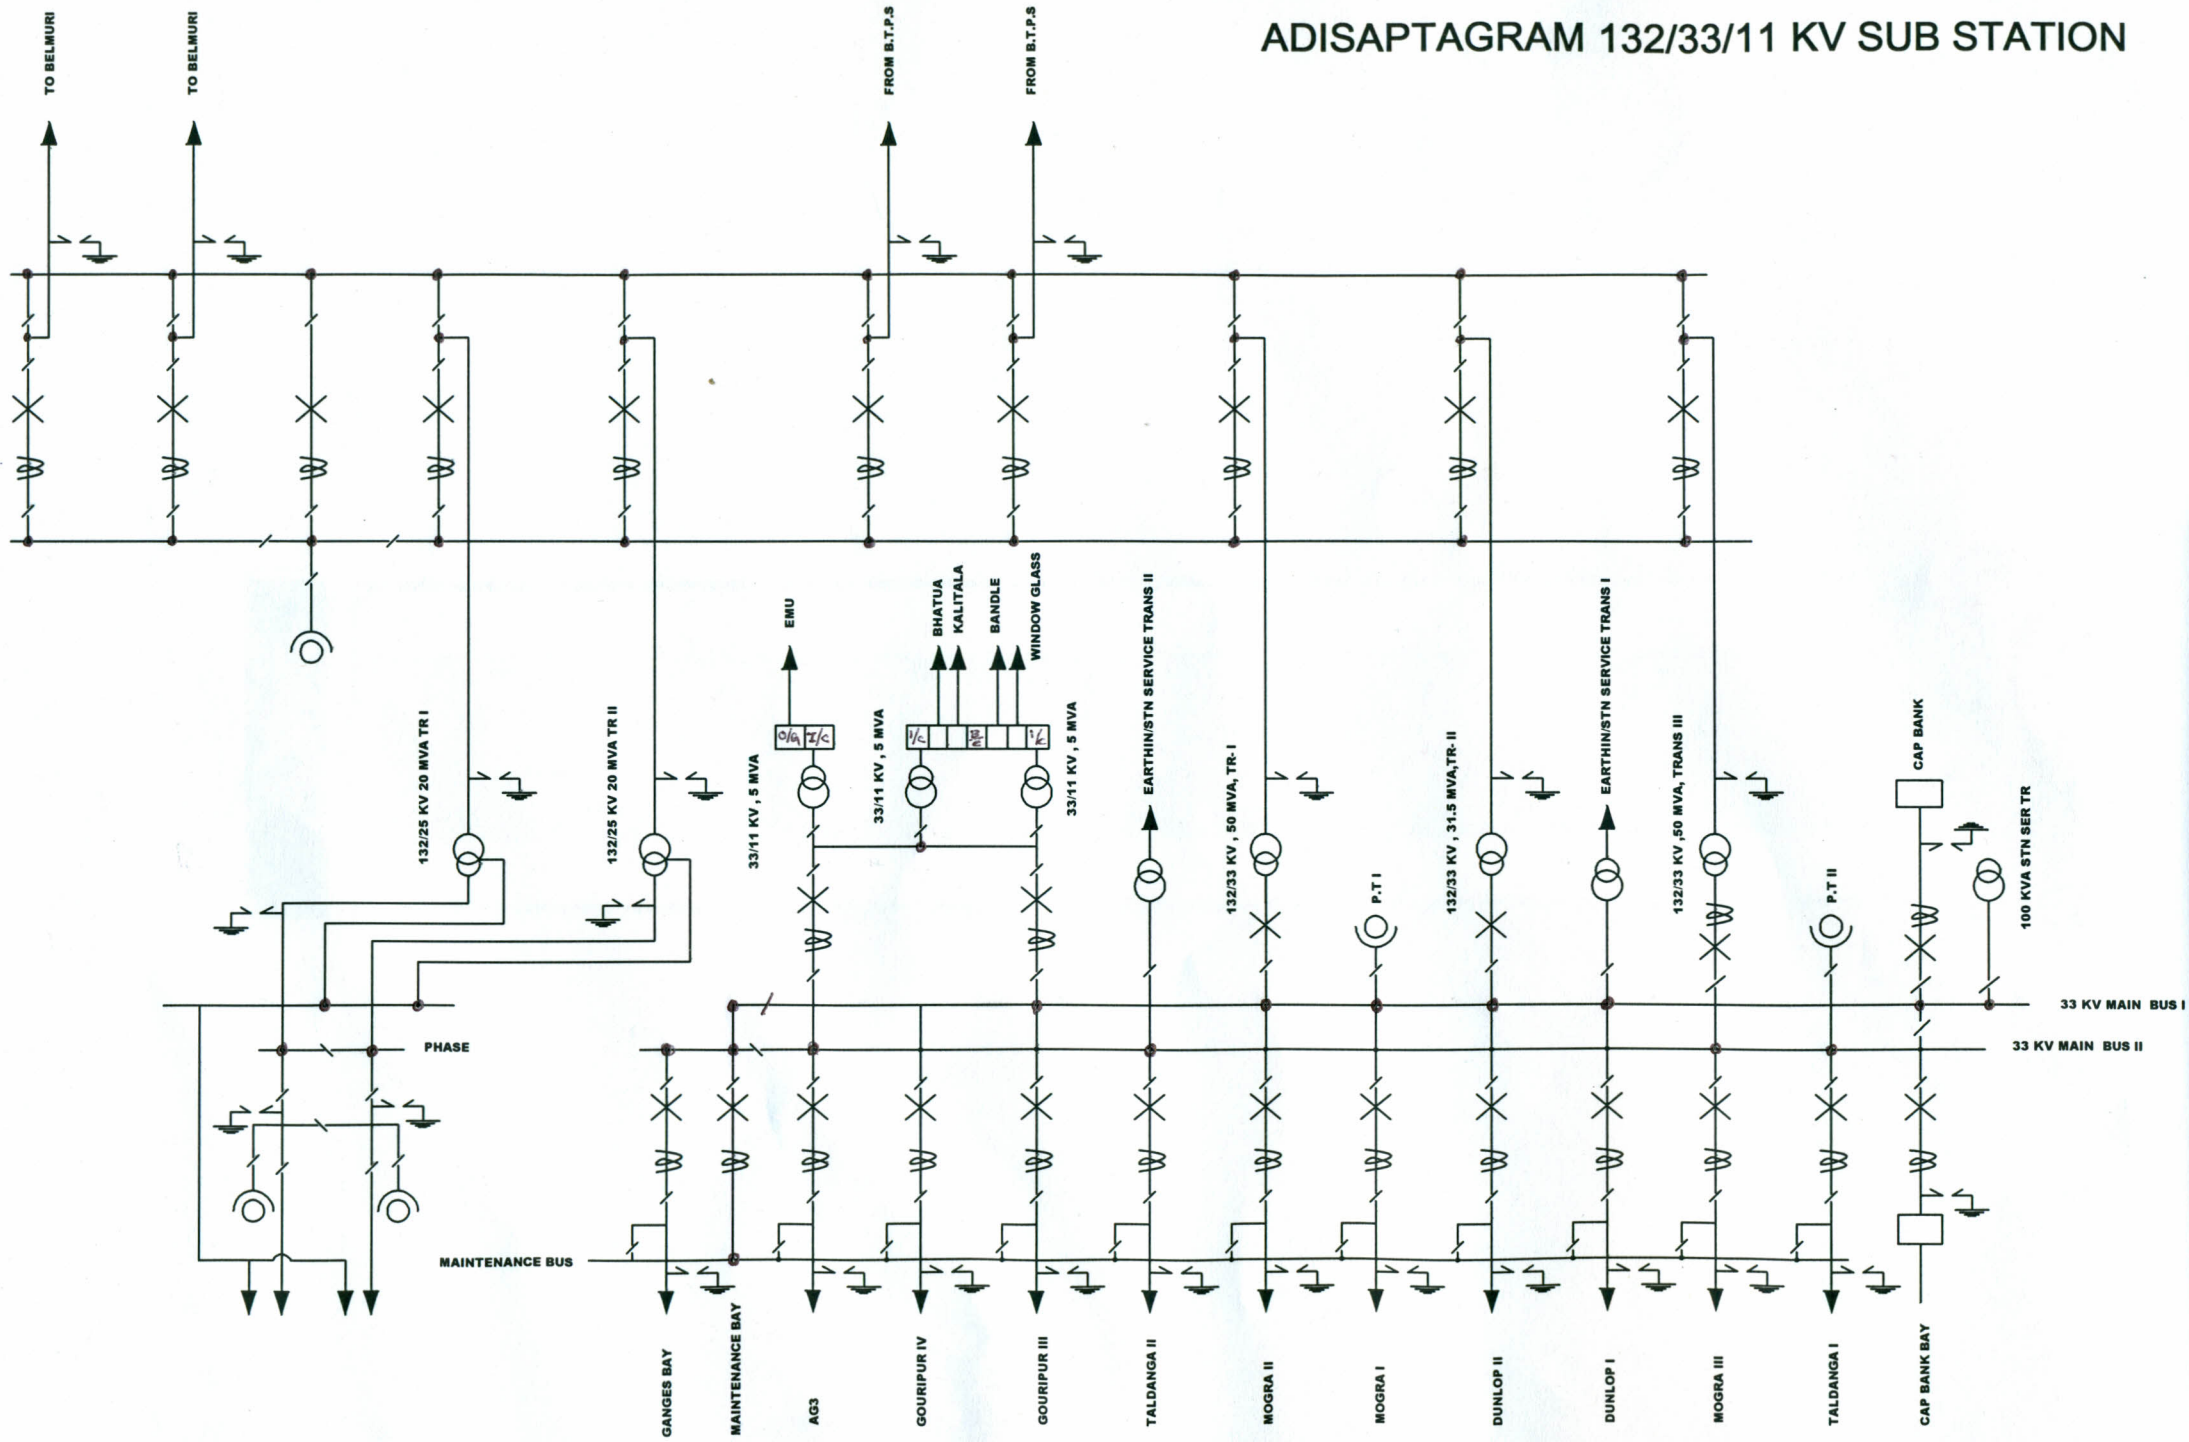 ADISAPTAGRAM 132/33/11 KV SUB STATION
TO BELMURI
TO BELMURI
FROM B.T.P.S
FROM B.T.P.S
EMU
BHATUA
KALITALA
BANDLE
WINDOW GLASS
EARTHIN/STN SERVICE TRANS II
EARTHIN/STN SERVICE TRANS I
O/G I/C
I/C
I/C
132/25 KV 20 MVA TR I
132/25 KV 20 MVA TR II
33/11 KV , 5 MVA
33/11 KV , 5 MVA
33/11 KV , 5 MVA
132/33 KV , 50 MVA, TR- I
P.T I
132/33 KV , 31.5 MVA,TR- II
132/33 KV ,50 MVA, TRANS III
P.T II
CAP BANK
100 KVA STN SER TR
33 KV MAIN BUS I
PHASE
33 KV MAIN BUS II
MAINTENANCE BUS
GANGES BAY
MAINTENANCE BAY
AG3
GOURIPUR IV
GOURIPUR III
TALDANGA II
MOGRA II
MOGRA I
DUNLOP II
DUNLOP I
MOGRA III
TALDANGA I
CAP BANK BAY